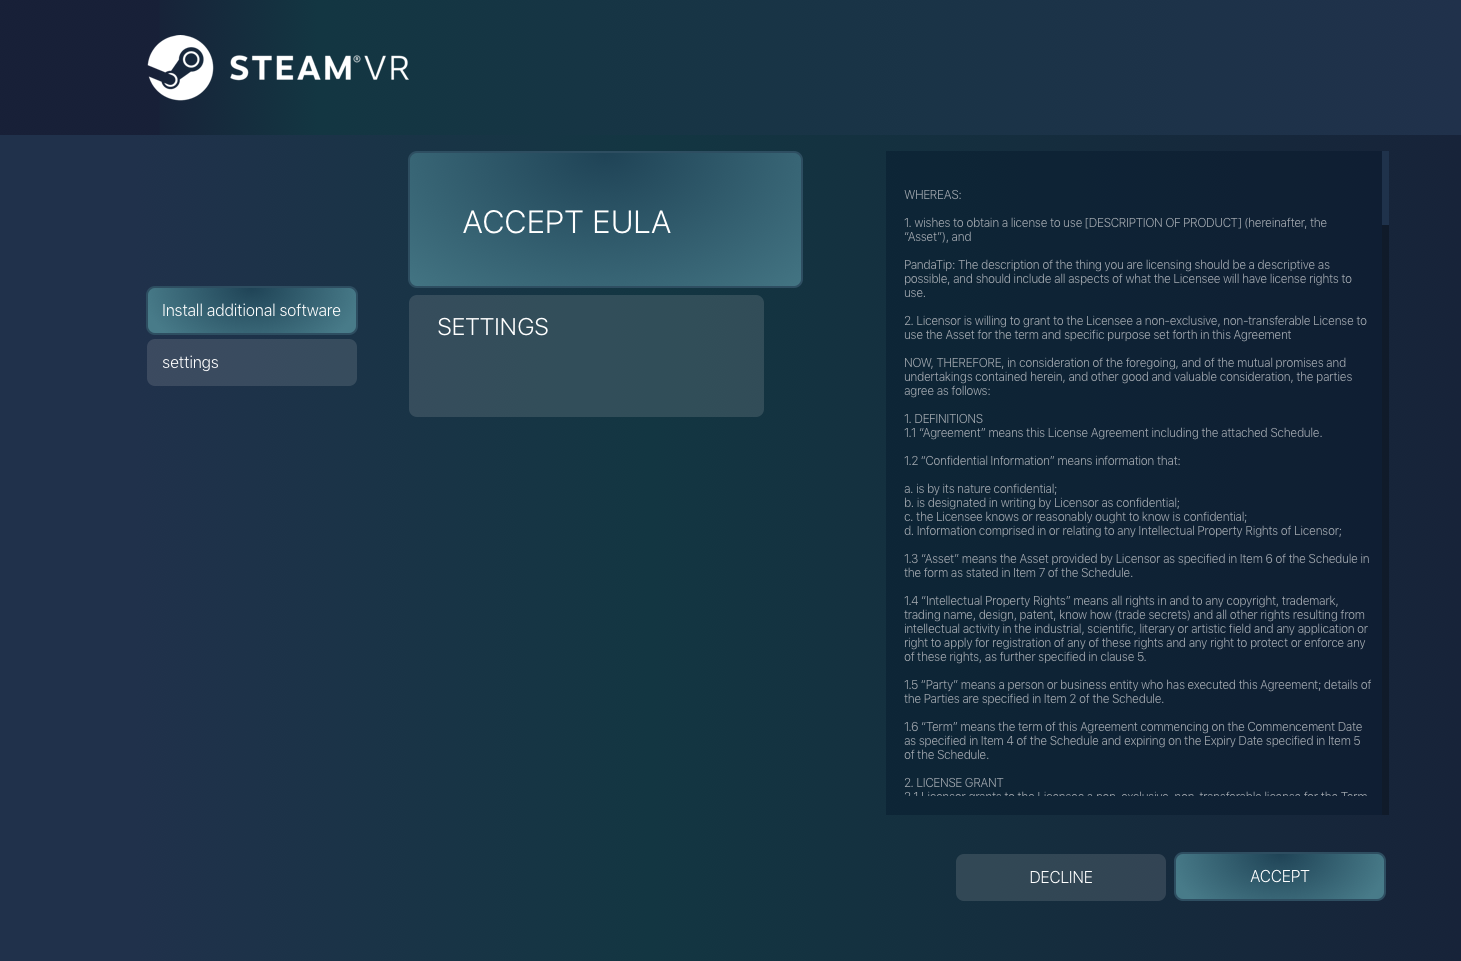 STEAM®VR
Install additional software
settings
ACCEPT EULA
SETTINGS
WHEREAS:
1. wishes to obtain a license to use [DESCRIPTION OF PRODUCT] (hereinafter, the
“Asset”), and
PandaTip: The description of the thing you are licensing should be a descriptive as
possible, and should include all aspects of what the Licensee will have license rights to
use.
2. Licensor is willing to grant to the Licensee a non-exclusive, non-transferable License to
use the Asset for the term and specific purpose set forth in this Agreement
NOW, THEREFORE, in consideration of the foregoing, and of the mutual promises and
undertakings contained herein, and other good and valuable consideration, the parties
agree as follows:
1. DEFINITIONS
1.1 “Agreement” means this License Agreement including the attached Schedule.
1.2 “Confidential Information” means information that:
a. is by its nature confidential;
b. is designated in writing by Licensor as confidential;
c. the Licensee knows or reasonably ought to know is confidential;
d. Information comprised in or relating to any Intellectual Property Rights of Licensor;
1.3 “Asset” means the Asset provided by Licensor as specified in Item 6 of the Schedule in
the form as stated in Item 7 of the Schedule.
1.4 “Intellectual Property Rights” means all rights in and to any copyright, trademark,
trading name, design, patent, know how (trade secrets) and all other rights resulting from
intellectual activity in the industrial, scientific, literary or artistic field and any application or
right to apply for registration of any of these rights and any right to protect or enforce any
of these rights, as further specified in clause 5.
1.5 “Party” means a person or business entity who has executed this Agreement; details of
the Parties are specified in Item 2 of the Schedule.
1.6 “Term” means the term of this Agreement commencing on the Commencement Date
as specified in Item 4 of the Schedule and expiring on the Expiry Date specified in Item 5
of the Schedule.
2. LICENSE GRANT
2.1 Licensor grants to the Licensee a non-exclusive, non-transferable license for the Term
DECLINE
ACCEPT